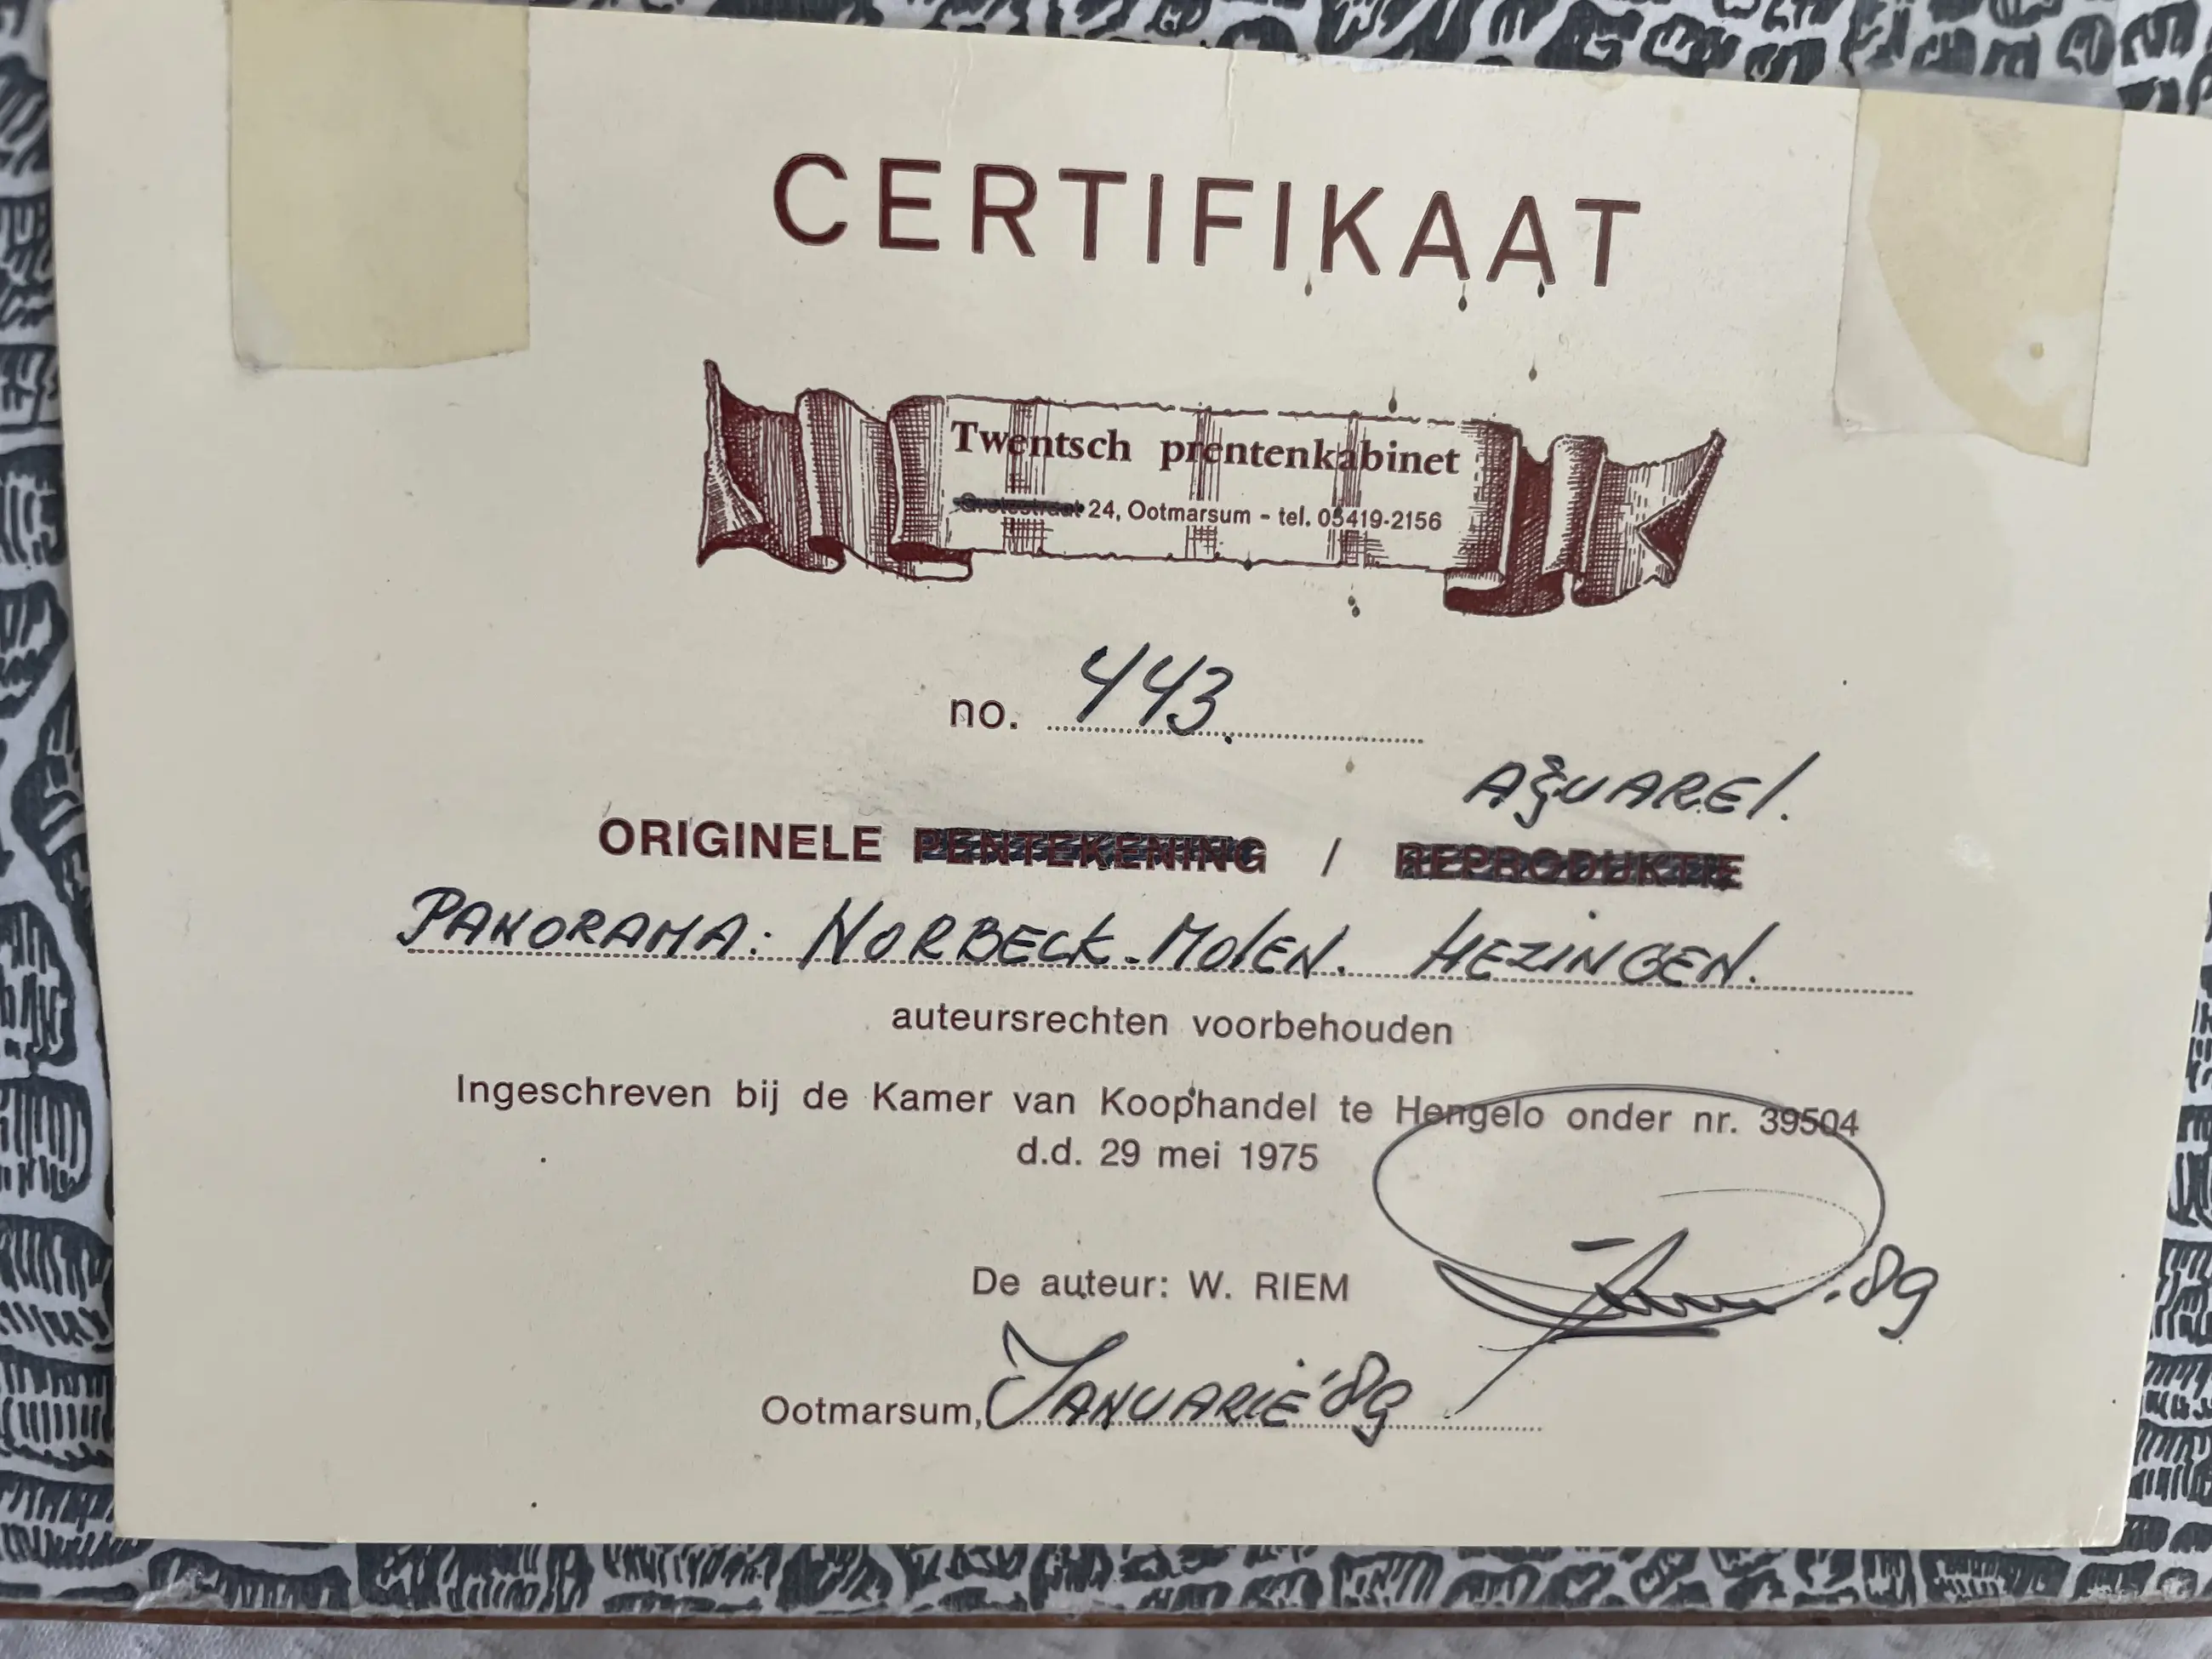 CERTIFIKAAT
Twentsch prentenkabinet
Grotestraat 24, Ootmarsum - tel. 05419-2156
no. 443.
AQUAREL.
ORIGINELE PENTEKENING / REPRODUKTIE
PANORAMA: NORBECK-MOLEN. HEZINGEN.
auteursrechten voorbehouden
Ingeschreven bij de Kamer van Koophandel te Hengelo onder nr. 39504
d.d. 29 mei 1975
De auteur: W. RIEM
.89
Ootmarsum, JANUARIE '89